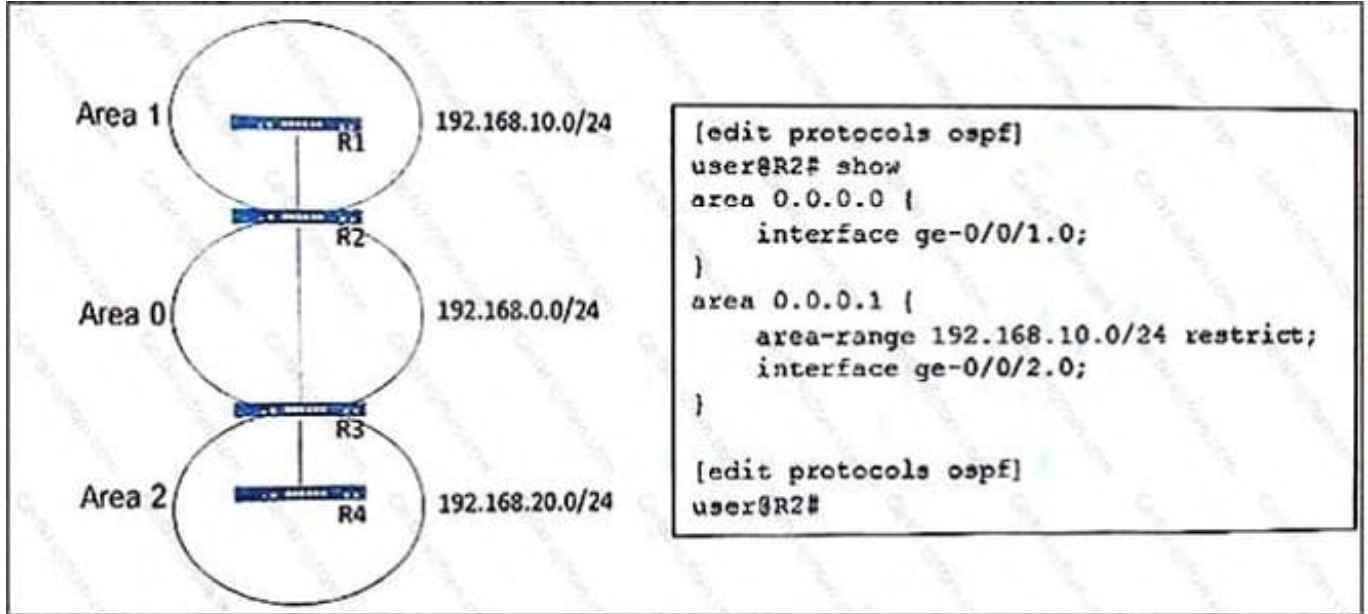 Area 1
R1
192.168.10.0/24
R2
Area 0
192.168.0.0/24
R3
Area 2
R4
192.168.20.0/24
[edit protocols ospf]
user@R2# show
area 0.0.0.0 {
interface ge-0/0/1.0;
}
area 0.0.0.1 {
area-range 192.168.10.0/24 restrict;
interface ge-0/0/2.0;
}
[edit protocols ospf]
user@R2#